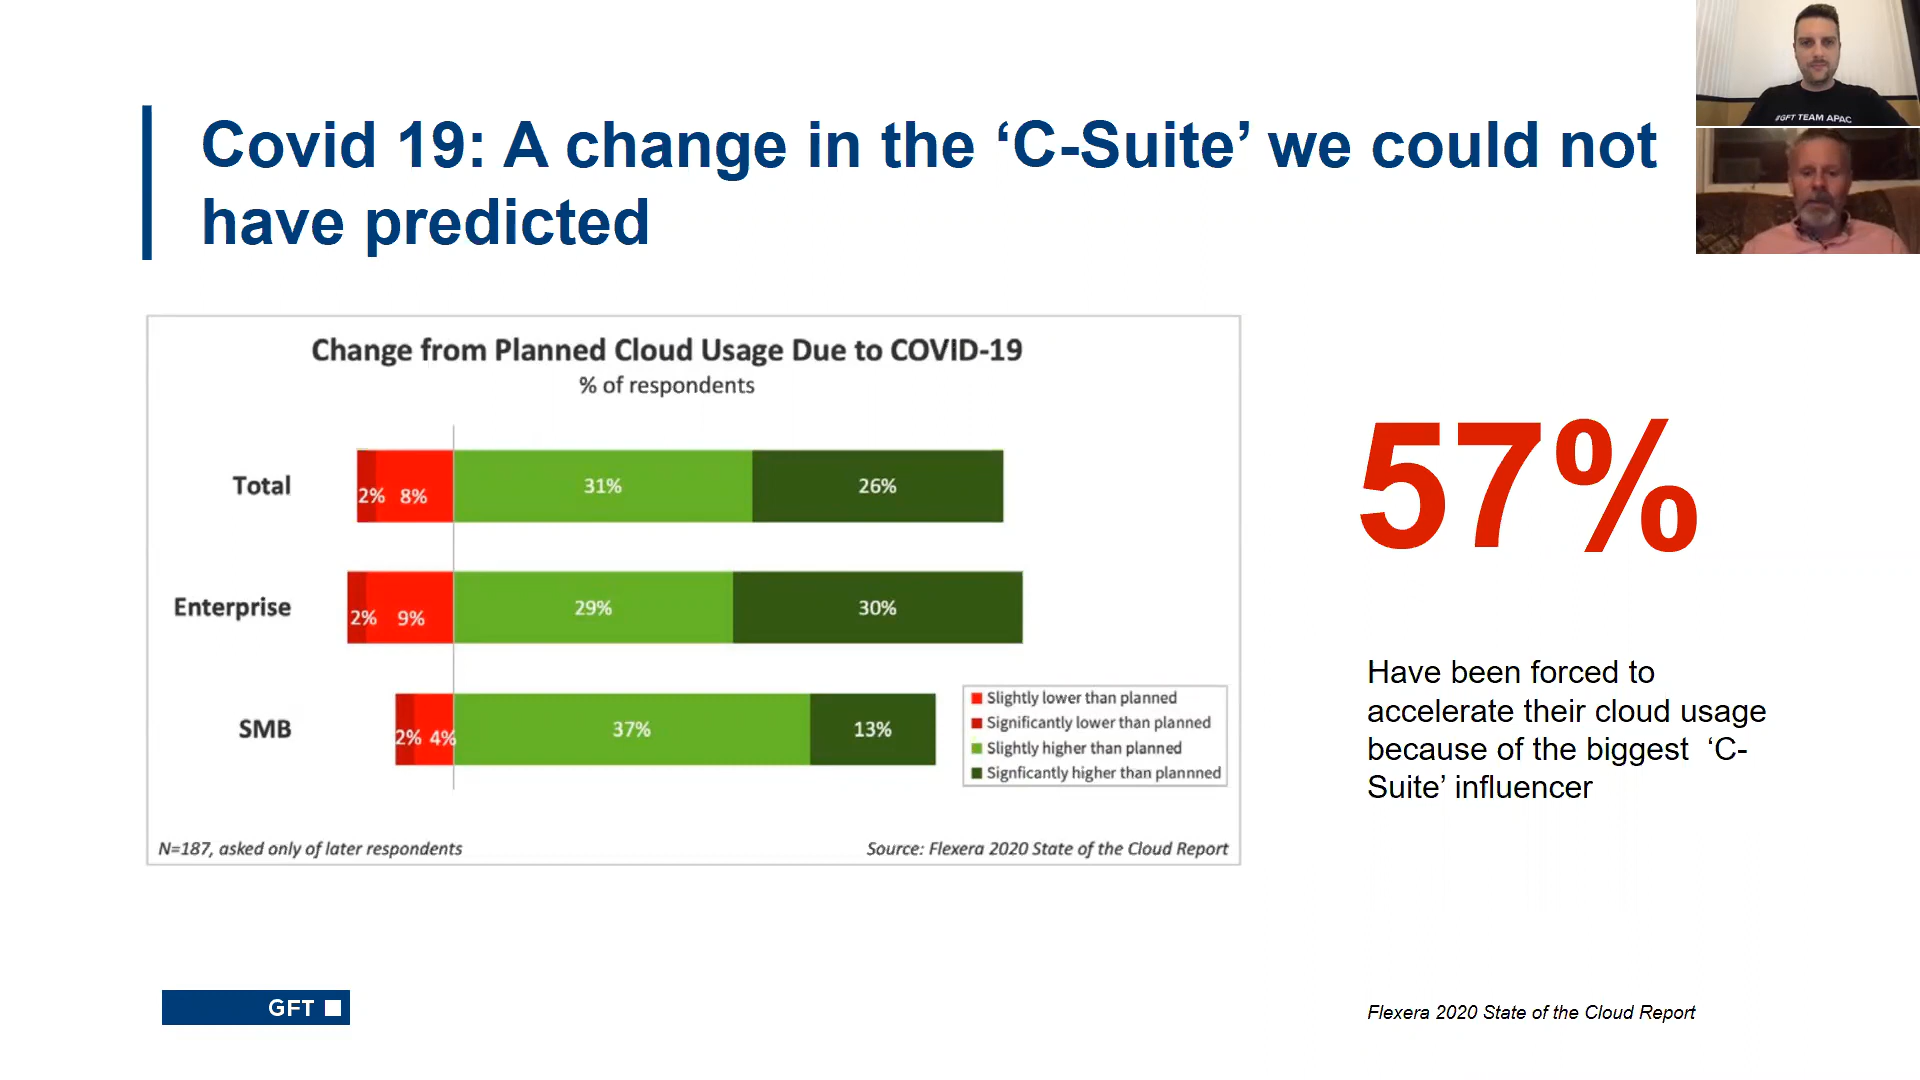 Covid 19: A change in the ‘C-Suite’ we could not
have predicted
#GFT TEAM APAC
Change from Planned Cloud Usage Due to COVID-19
% of respondents
Total
2% 8% 31% 26%
Enterprise
2% 9% 29% 30%
SMB
2% 4% 37% 13%
Slightly lower than planned
Significantly lower than planned
Slightly higher than planned
Signficantly higher than plannned
N=187, asked only of later respondents
Source: Flexera 2020 State of the Cloud Report
57%
Have been forced to
accelerate their cloud usage
because of the biggest ‘C-
Suite’ influencer
GFT
Flexera 2020 State of the Cloud Report